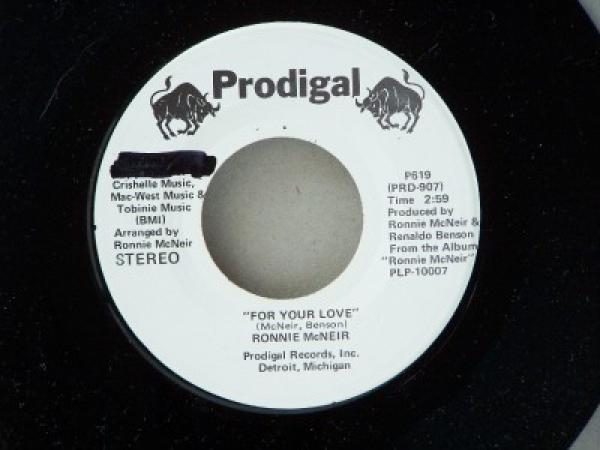 Prodigal
Crishelle Music,
Mac-West Music &
Tobinie Music
(BMI)
Arranged by
Ronnie McNeir
STEREO
P619
(PRD-907)
Time 2:59
Produced by
Ronnie McNeir &
Renaldo Benson
From the Album
"Ronnie McNeir"
PLP-10007
"FOR YOUR LOVE"
(McNeir, Benson)
RONNIE McNEIR
Prodigal Records, Inc.
Detroit, Michigan